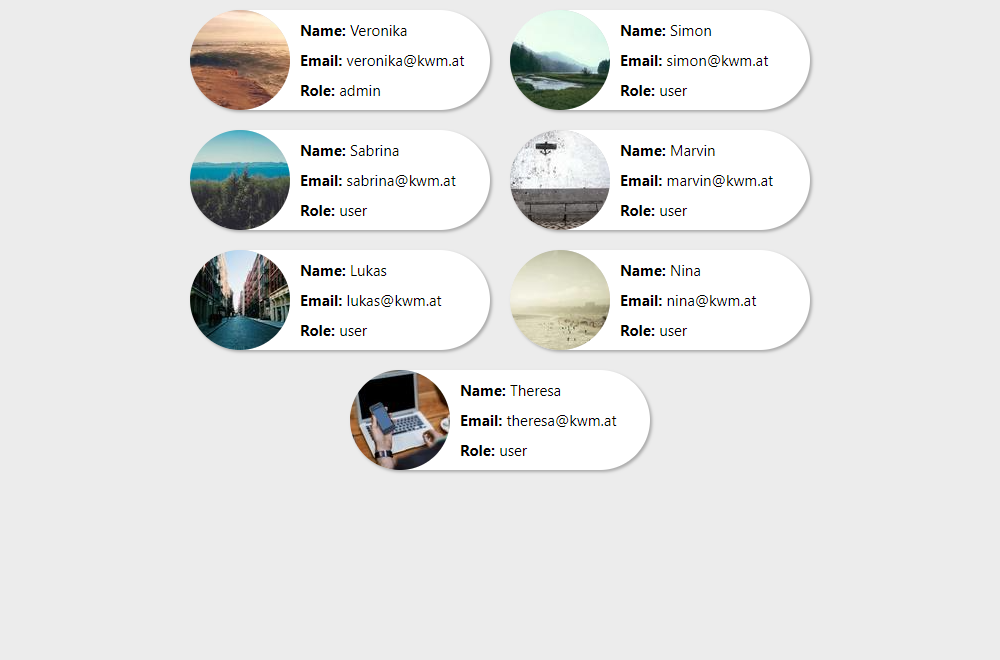 Name: Veronika
Email: veronika@kwm.at
Role: admin
Name: Simon
Email: simon@kwm.at
Role: user
Name: Sabrina
Email: sabrina@kwm.at
Role: user
Name: Marvin
Email: marvin@kwm.at
Role: user
Name: Lukas
Email: lukas@kwm.at
Role: user
Name: Nina
Email: nina@kwm.at
Role: user
Name: Theresa
Email: theresa@kwm.at
Role: user